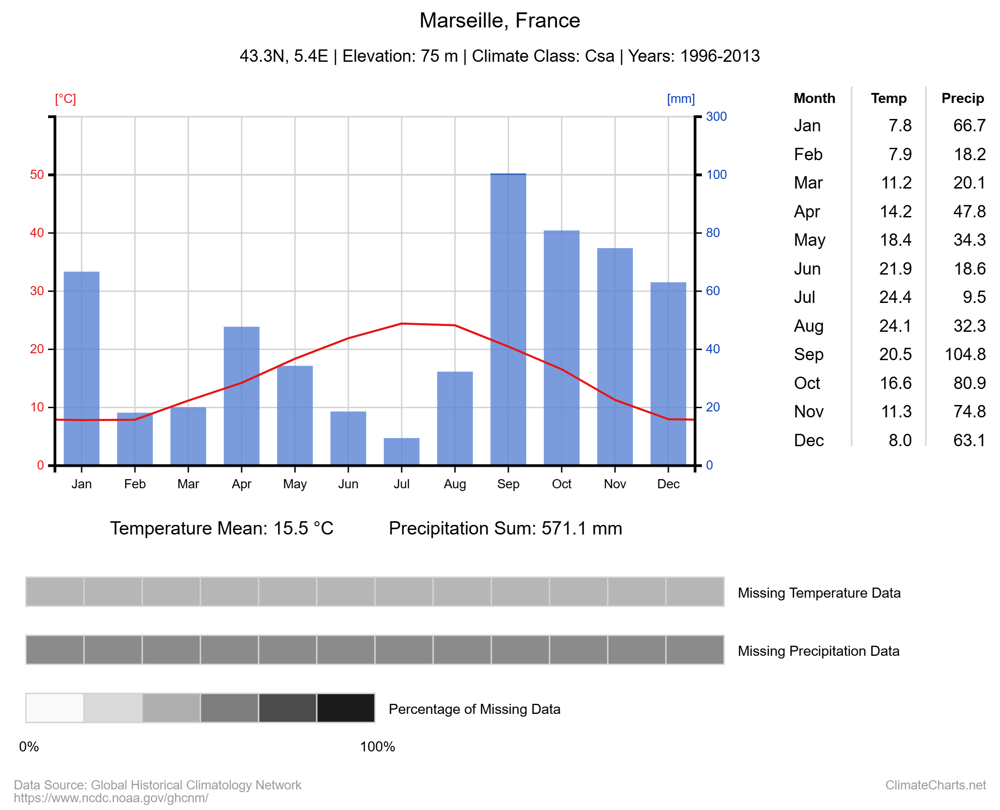 Marseille, France
43.3N, 5.4E | Elevation: 75 m | Climate Class: Csa | Years: 1996-2013
[°C]
[mm]
50
40
30
20
10
0
300
100
80
60
40
20
0
Jan Feb Mar Apr May Jun Jul Aug Sep Oct Nov Dec
Month Temp Precip
Jan 7.8 66.7
Feb 7.9 18.2
Mar 11.2 20.1
Apr 14.2 47.8
May 18.4 34.3
Jun 21.9 18.6
Jul 24.4 9.5
Aug 24.1 32.3
Sep 20.5 104.8
Oct 16.6 80.9
Nov 11.3 74.8
Dec 8.0 63.1
Temperature Mean: 15.5 °C Precipitation Sum: 571.1 mm
Missing Temperature Data
Missing Precipitation Data
Percentage of Missing Data
0% 100%
Data Source: Global Historical Climatology Network
https://www.ncdc.noaa.gov/ghcnm/
ClimateCharts.net